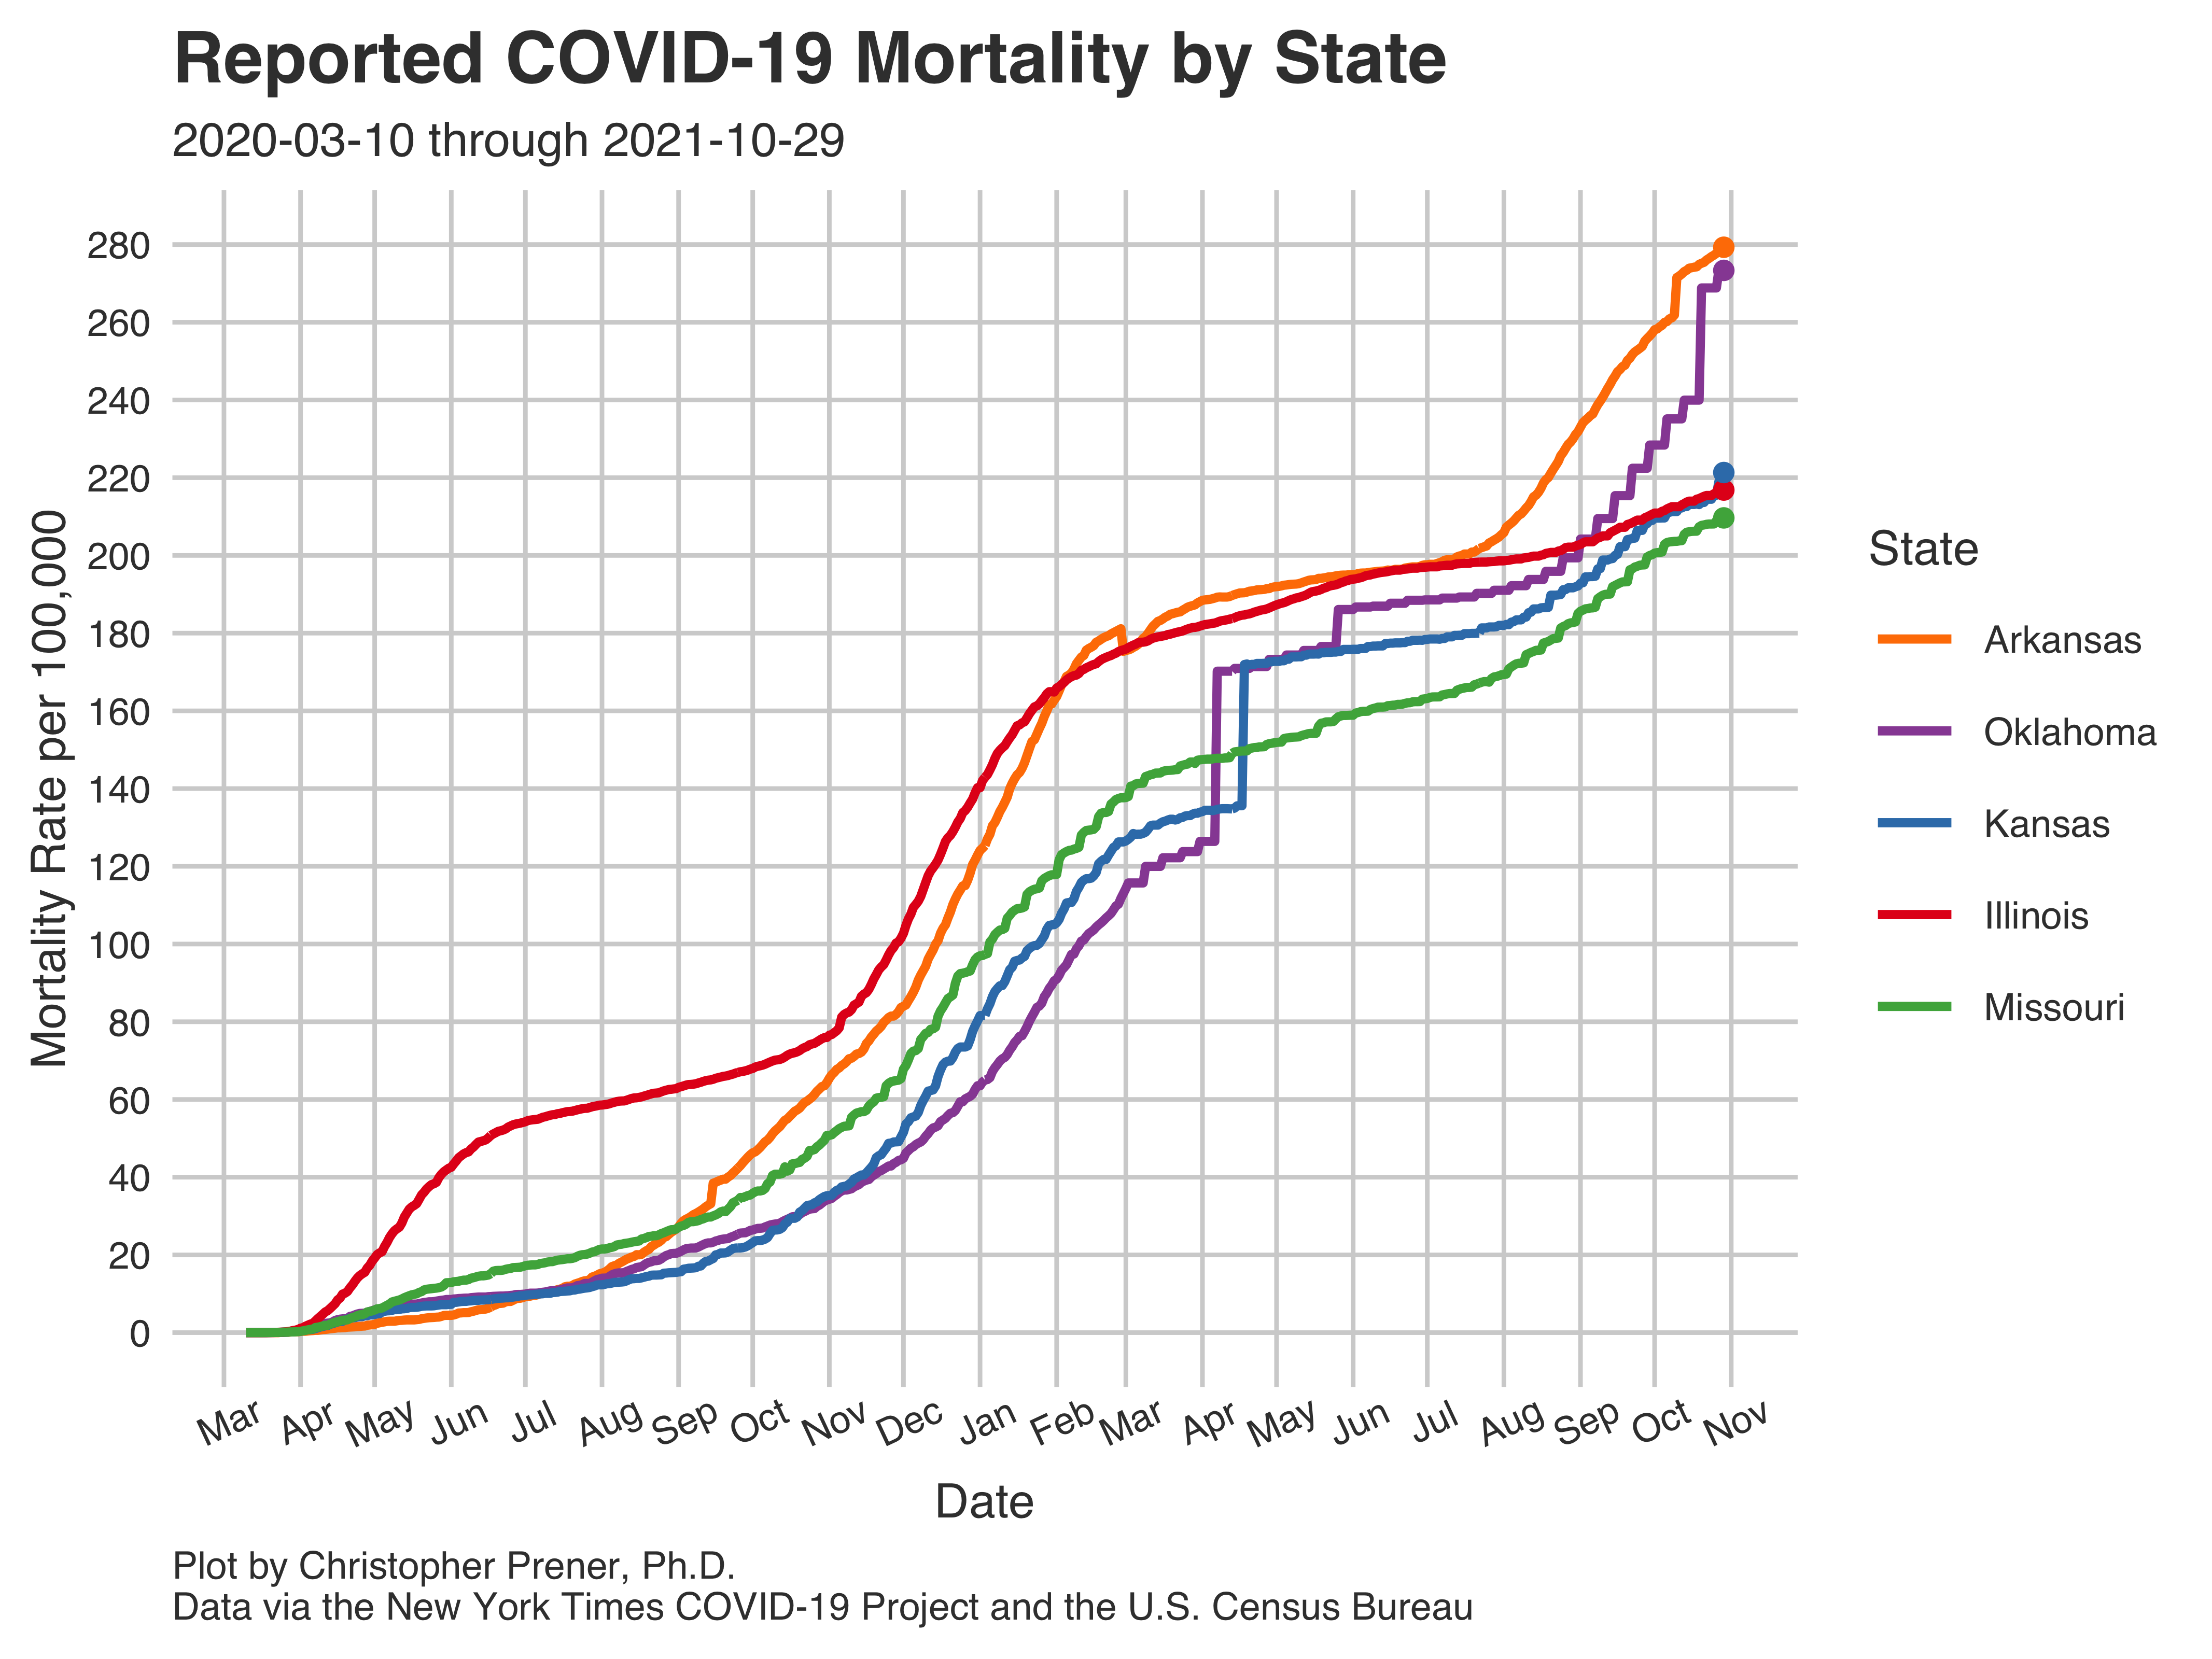 Reported COVID-19 Mortality by State
2020-03-10 through 2021-10-29
Mortality Rate per 100,000
280
260
240
220
200
180
160
140
120
100
80
60
40
20
0
Mar Apr May Jun Jul Aug Sep Oct Nov Dec Jan Feb Mar Apr May Jun Jul Aug Sep Oct Nov
Date
State
Arkansas
Oklahoma
Kansas
Illinois
Missouri
Plot by Christopher Prener, Ph.D.
Data via the New York Times COVID-19 Project and the U.S. Census Bureau